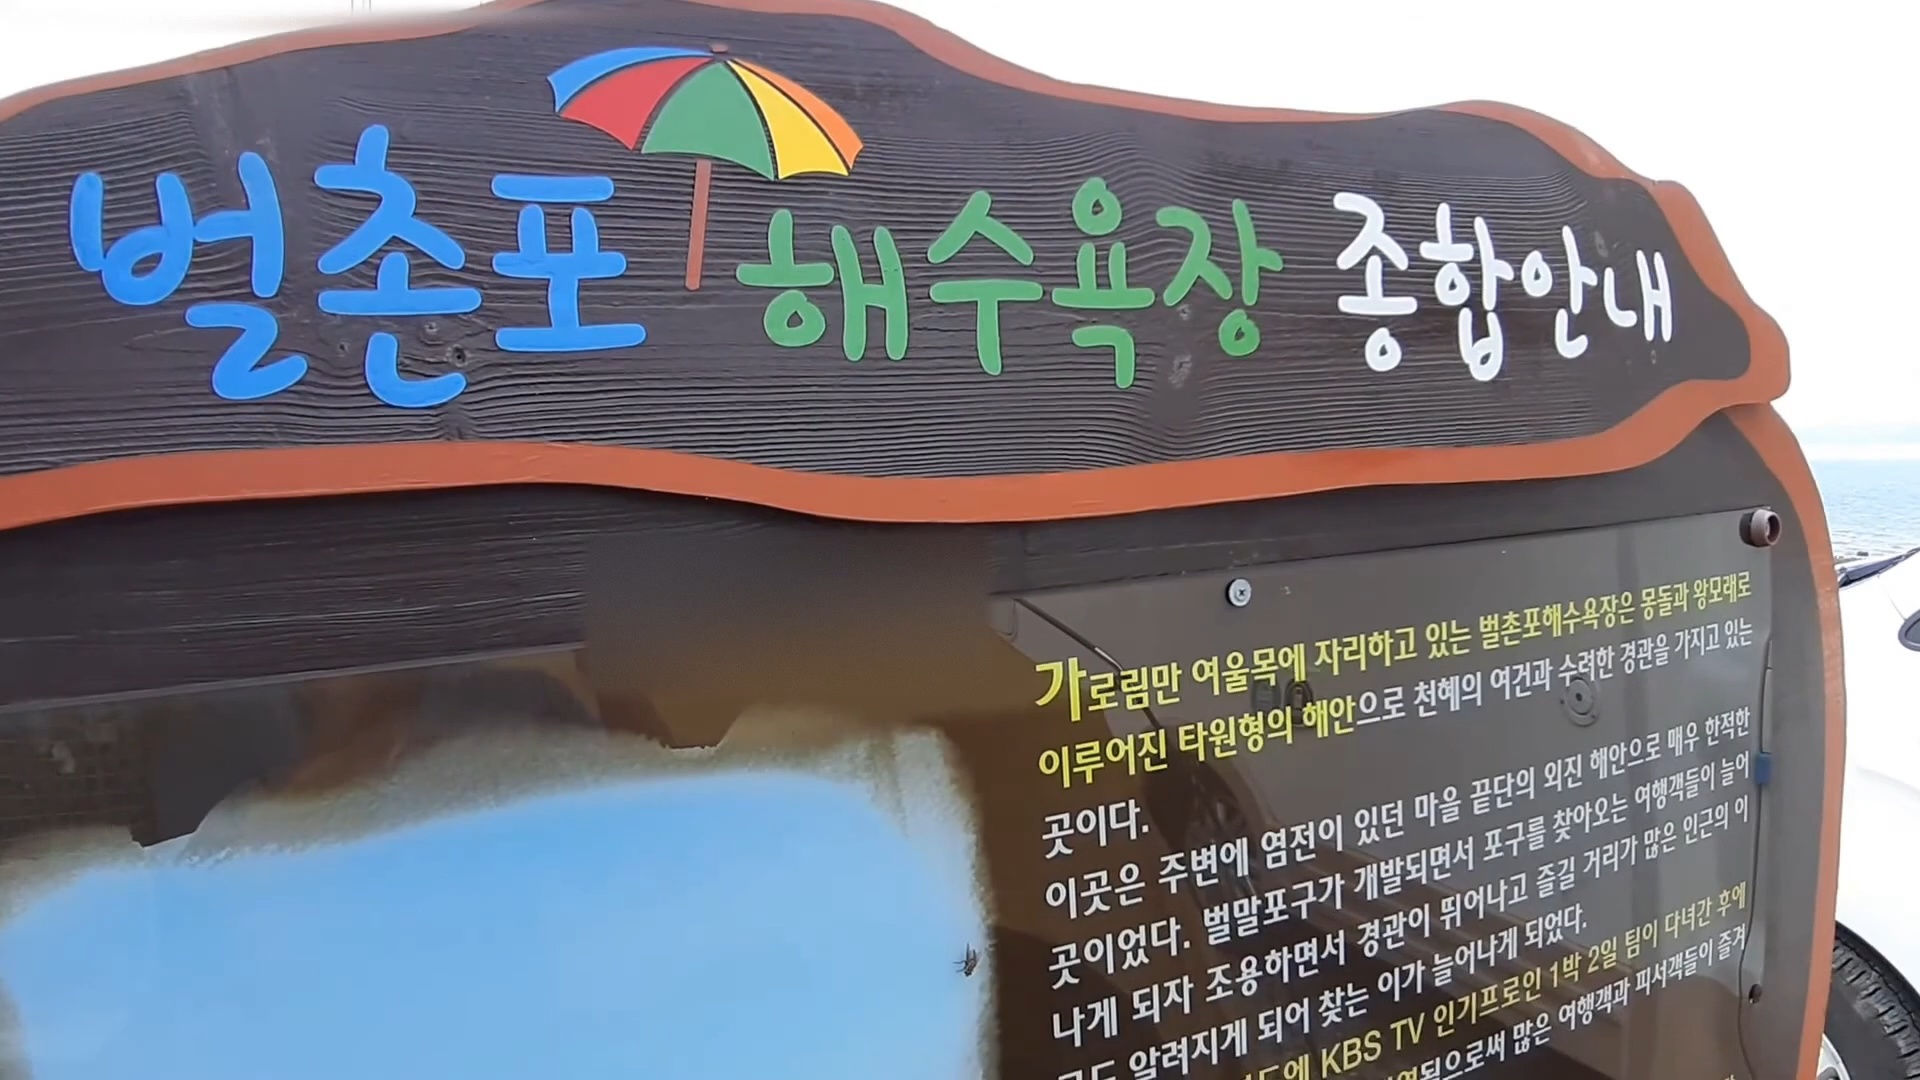 벌촌포 해수욕장 종합안내
가로림만 여울목에 자리하고 있는 벌촌포해수욕장은 몽돌과 왕모래로
이루어진 타원형의 해안으로 천혜의 여건과 수려한 경관을 가지고 있는
곳이다.
이곳은 주변에 염전이 있던 마을 끝단의 외진 해안으로 매우 한적한
곳이었다. 벌말포구가 개발되면서 포구를 찾아오는 여행객들이 늘어
나게 되자 조용하면서 경관이 뛰어나고 즐길 거리가 많은 인근의 이
알려지게 되어 찾는 이가 늘어나게 되었다.
KBS TV 인기프로인 1박 2일 팀이 다녀간 후에
많은 여행객과 피서객들이 즐겨